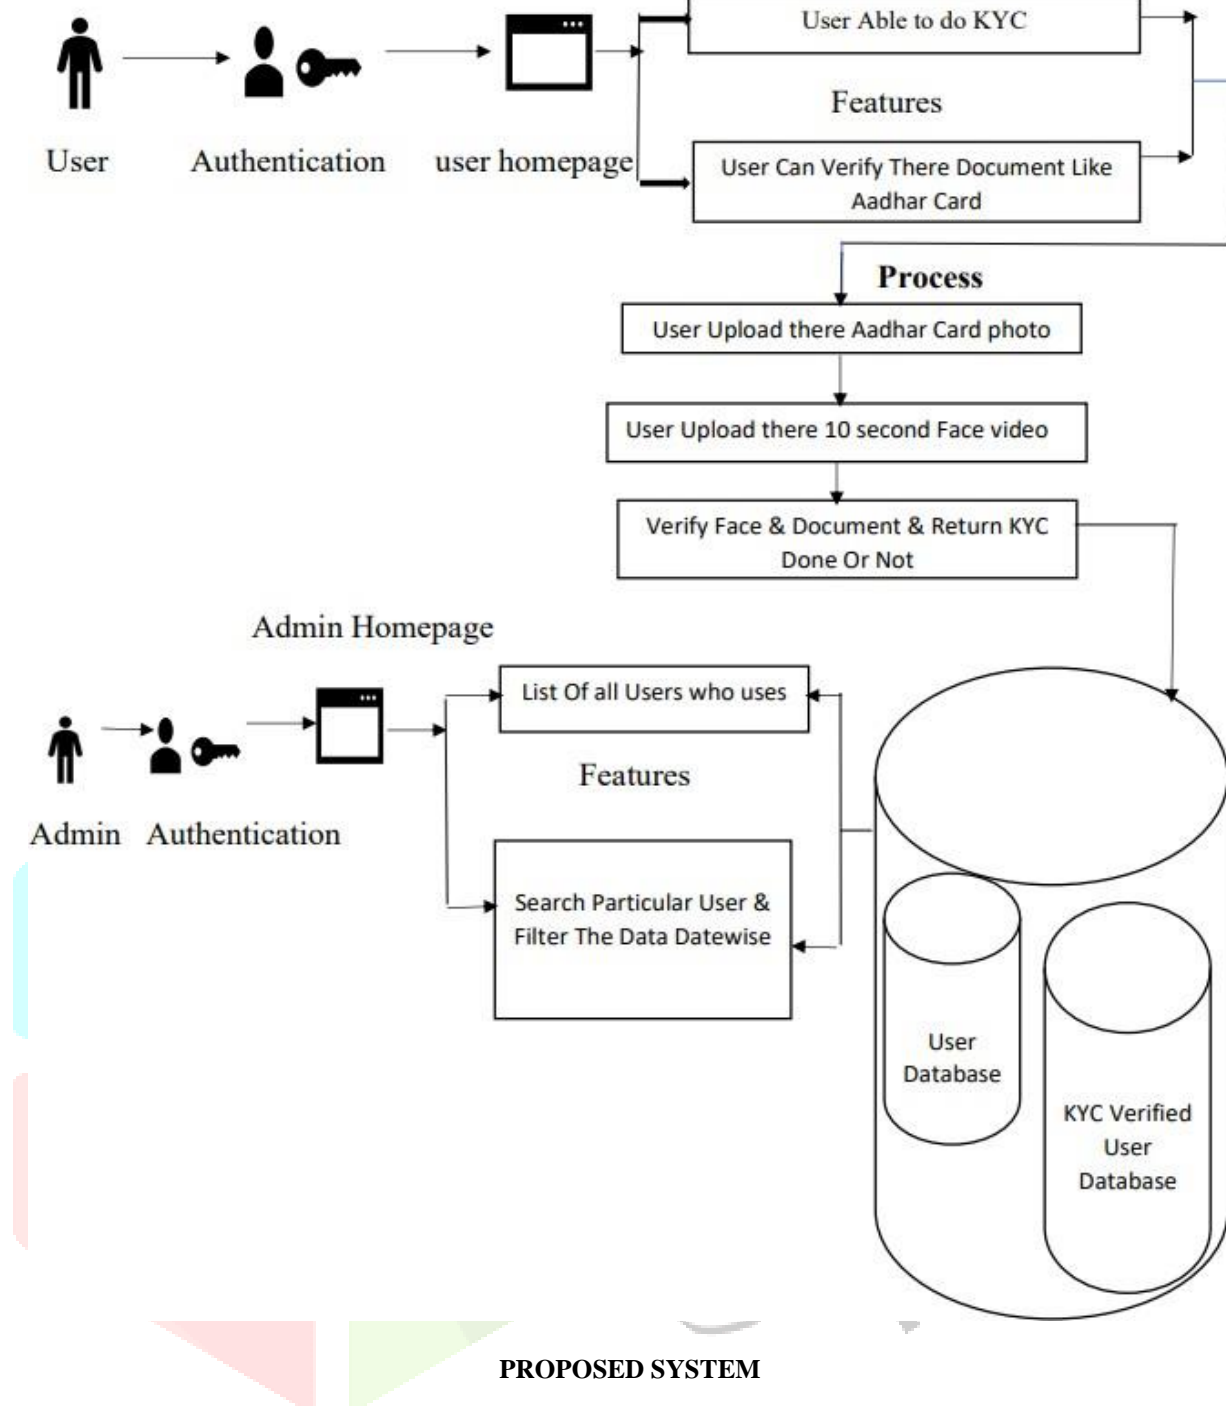 User Able to do KYC
Features
User
Authentication
user homepage
User Can Verify There Document Like
Aadhar Card
Process
User Upload there Aadhar Card photo
User Upload there 10 second Face video
Verify Face & Document & Return KYC
Done Or Not
Admin Homepage
List Of all Users who uses
Features
Admin
Authentication
Search Particular User &
Filter The Data Datewise
User
Database
KYC Verified
User
Database
PROPOSED SYSTEM